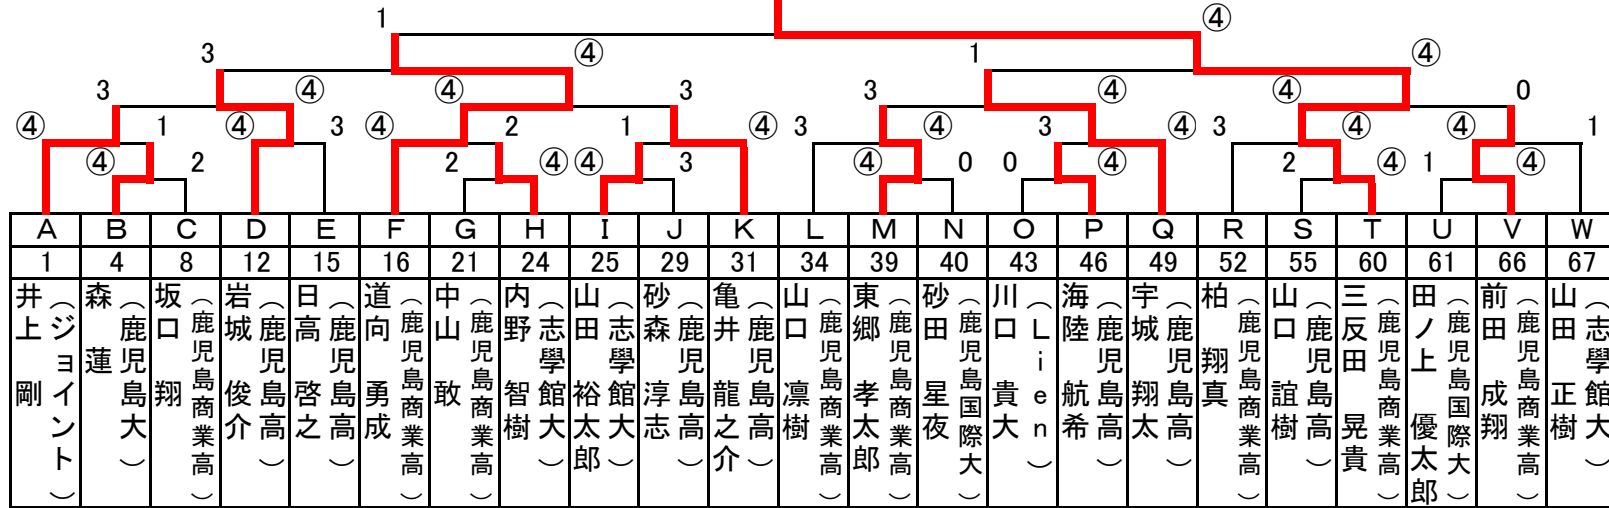 1 ④
3 ④ 1 ④
3 ④ ④ 3 3 ④ ④ 0
④ 1 ④ 3 ④ 2 1 ④ 3 ④ 3 ④ 3 ④ ④ 1
④ 2 2 ④ ④ 3 ④ 0 0 ④ 2 ④ 1 ④
A B C D E F G H I J K L M N O P Q R S T U V W
1 4 8 12 15 16 21 24 25 29 31 34 39 40 43 46 49 52 55 60 61 66 67
井上 剛 (ジョイント)
森 蓮 (鹿児島大)
坂口 翔 (鹿児島商業高)
岩城 俊介 (鹿児島高)
日高 啓之 (鹿児島高)
道向 勇成 (鹿児島商業高)
中山 敢 (鹿児島商業高)
内野 智樹 (志學館大)
山田 裕太郎 (志學館大)
砂森 淳志 (鹿児島高)
亀井 龍之介 (鹿児島高)
山口 凛樹 (鹿児島商業高)
東郷 孝太郎 (鹿児島商業高)
砂田 星夜 (鹿児島国際大)
川口 貴大 (Lien)
海陸 航希 (鹿児島高)
宇城 翔太 (鹿児島高)
柏 翔真 (鹿児島商業高)
山口 誼樹 (鹿児島高)
三反田 晃貴 (鹿児島商業高)
田ノ上 優太郎 (鹿児島国際大)
前田 成翔 (鹿児島商業高)
山田 正樹 (志學館大)